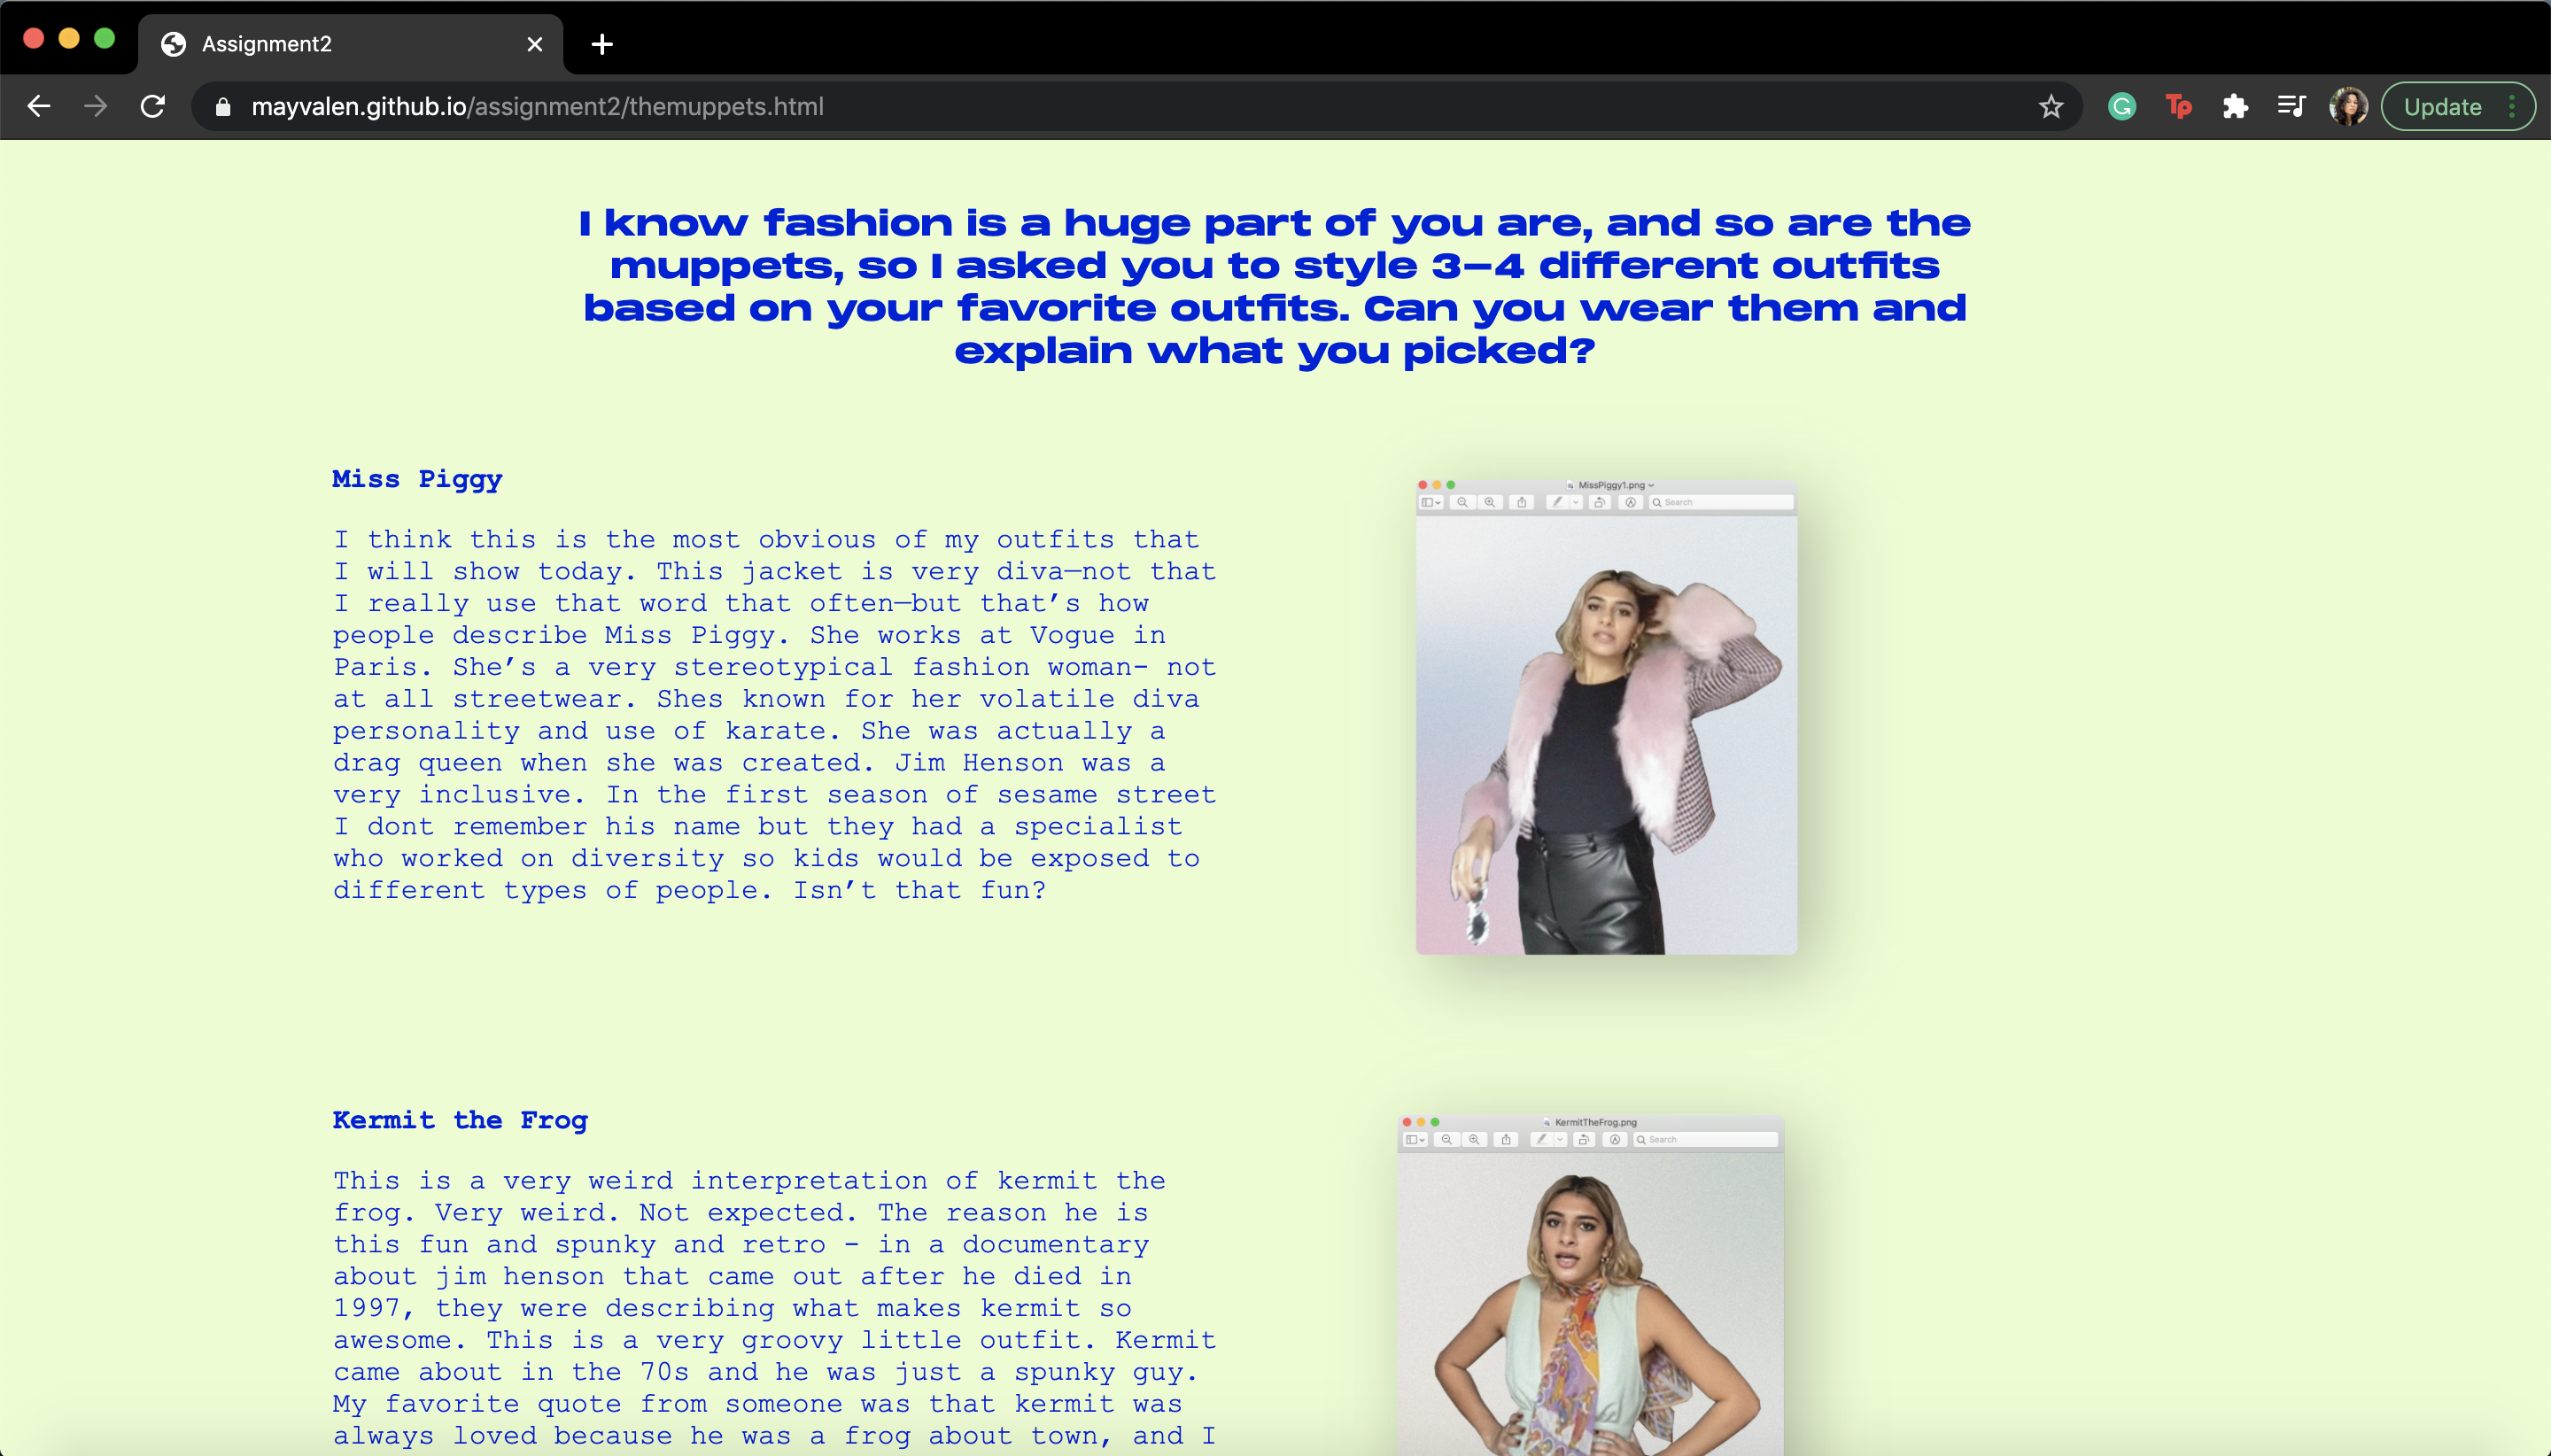 Assignment2
mayvalen.github.io/assignment2/themuppets.html
Update
I know fashion is a huge part of you are, and so are the
muppets, so I asked you to style 3–4 different outfits
based on your favorite outfits. Can you wear them and
explain what you picked?
Miss Piggy
I think this is the most obvious of my outfits that
I will show today. This jacket is very diva—not that
I really use that word that often—but that’s how
people describe Miss Piggy. She works at Vogue in
Paris. She’s a very stereotypical fashion woman- not
at all streetwear. Shes known for her volatile diva
personality and use of karate. She was actually a
drag queen when she was created. Jim Henson was a
very inclusive. In the first season of sesame street
I dont remember his name but they had a specialist
who worked on diversity so kids would be exposed to
different types of people. Isn’t that fun?
MissPiggy1.png
Search
Kermit the Frog
This is a very weird interpretation of kermit the
frog. Very weird. Not expected. The reason he is
this fun and spunky and retro - in a documentary
about jim henson that came out after he died in
1997, they were describing what makes kermit so
awesome. This is a very groovy little outfit. Kermit
came about in the 70s and he was just a spunky guy.
My favorite quote from someone was that kermit was
always loved because he was a frog about town, and I
KermitTheFrog.png
Search